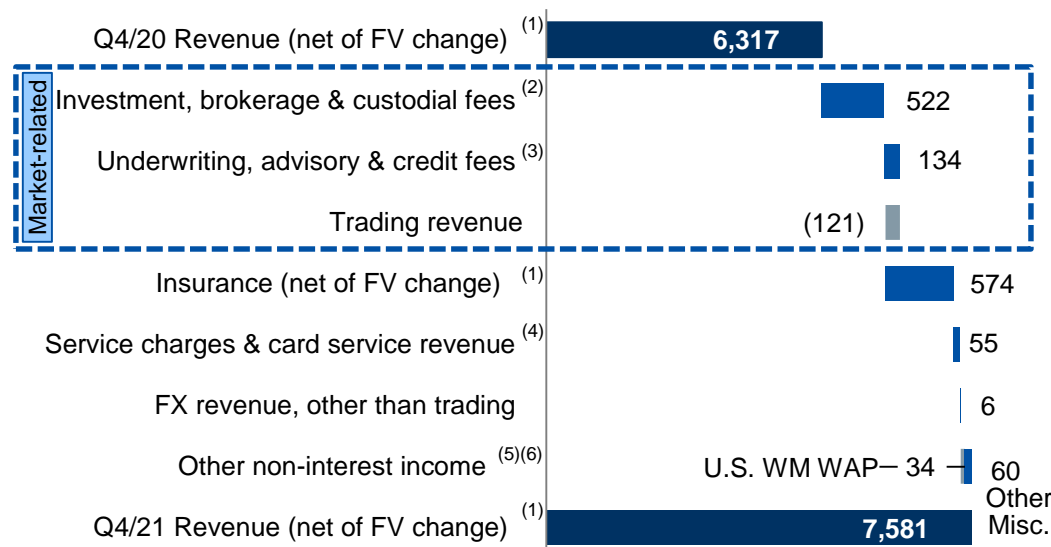 Q4/20 Revenue (net of FV change) (1) 6,317
Market-related
Investment, brokerage & custodial fees (2) 522
Underwriting, advisory & credit fees (3) 134
Trading revenue (121)
Insurance (net of FV change) (1) 574
Service charges & card service revenue (4) 55
FX revenue, other than trading 6
Other non-interest income (5)(6) U.S. WM WAP 34 60
Other
Misc.
Q4/21 Revenue (net of FV change) (1) 7,581